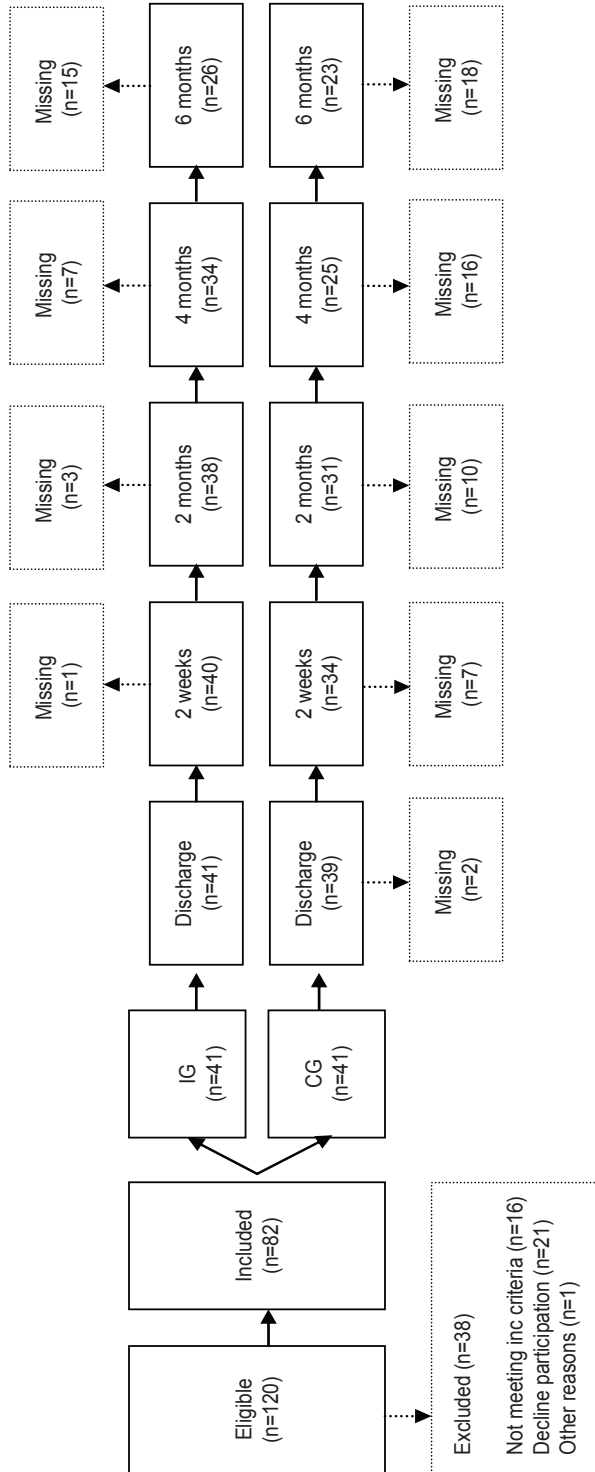 Eligible
(n=120)
Excluded (n=38)
Not meeting inc criteria (n=16)
Decline participation (n=21)
Other reasons (n=1)
Included
(n=82)
IG
(n=41)
CG
(n=41)
Discharge
(n=41)
2 weeks
(n=40)
Missing
(n=1)
2 months
(n=38)
Missing
(n=3)
4 months
(n=34)
Missing
(n=7)
6 months
(n=26)
Missing
(n=15)
Discharge
(n=39)
Missing
(n=2)
2 weeks
(n=34)
Missing
(n=7)
2 months
(n=31)
Missing
(n=10)
4 months
(n=25)
Missing
(n=16)
6 months
(n=23)
Missing
(n=18)